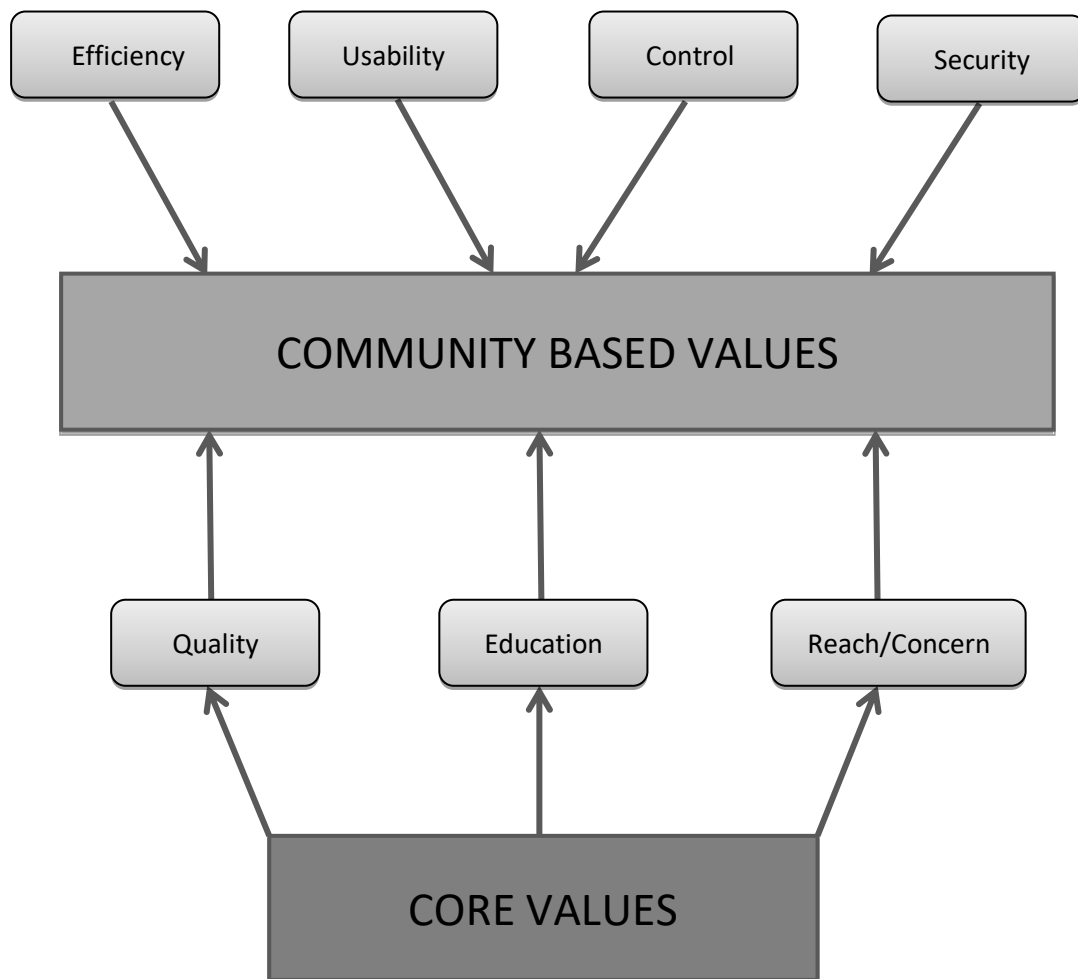 Efficiency
Usability
Control
Security
COMMUNITY BASED VALUES
Quality
Education
Reach/Concern
CORE VALUES